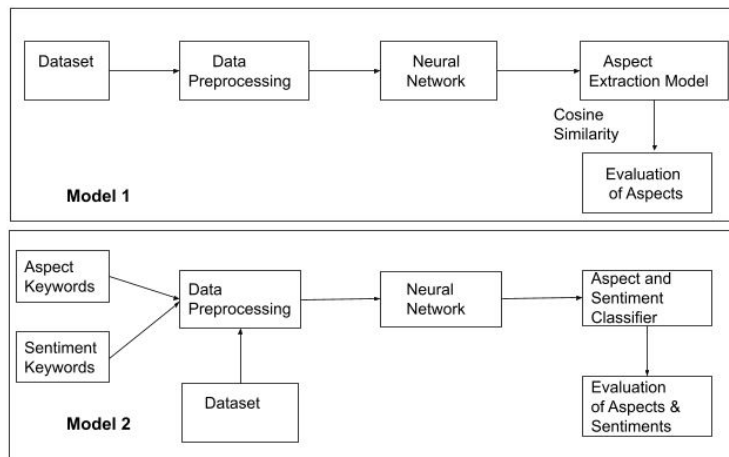 Dataset
Data
Preprocessing
Neural
Network
Aspect
Extraction Model
Cosine
Similarity
Evaluation
of Aspects
Model 1
Aspect
Keywords
Sentiment
Keywords
Data
Preprocessing
Dataset
Neural
Network
Aspect and
Sentiment
Classifier
Evaluation
of Aspects &
Sentiments
Model 2